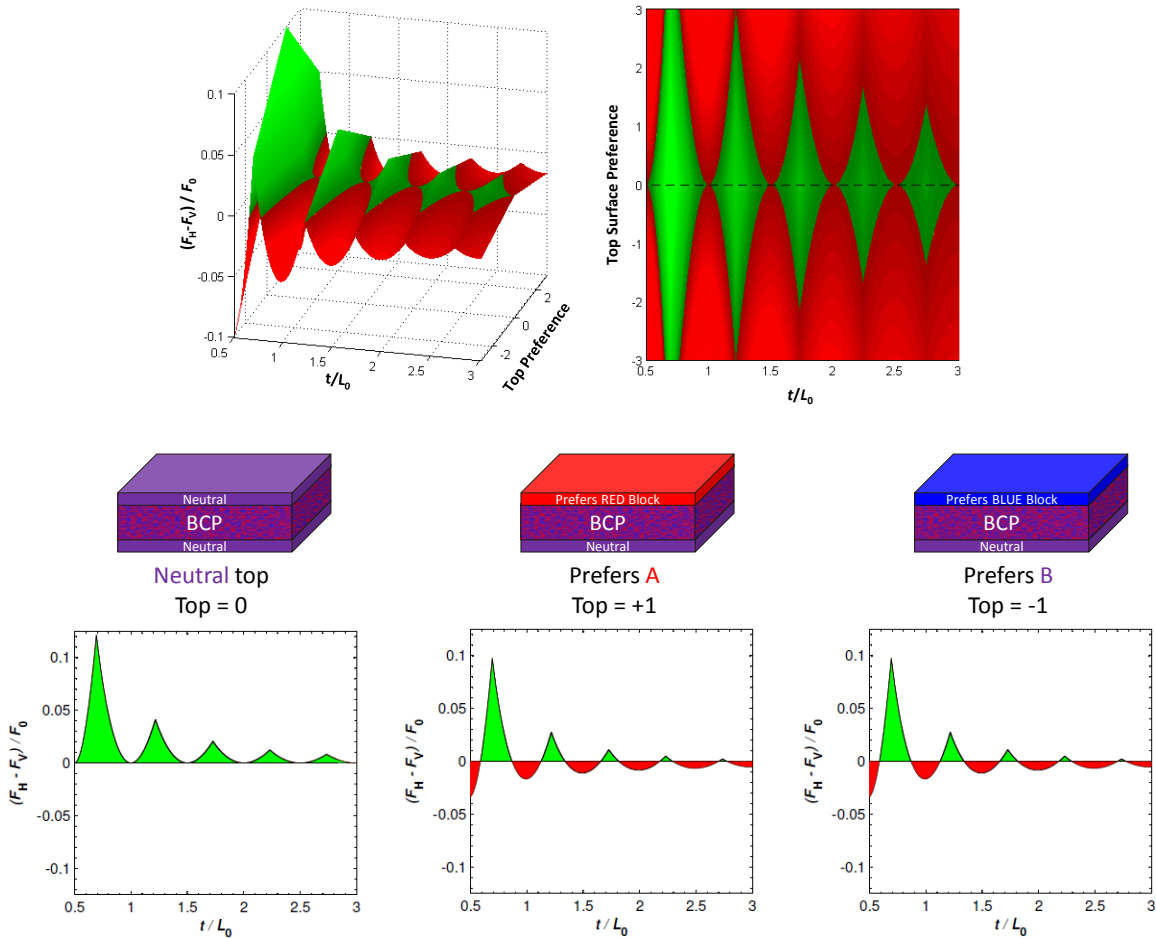 0.1
0.05
0
-0.05
-0.1
(F_H-F_V) / F_0
0.5
1
1.5
2
2.5
3
t/L_0
-2
0
2
Top Preference
3
2
1
0
-1
-2
-3
Top Surface Preference
0.5
1
1.5
2
2.5
3
t/L_0
Neutral
BCP
Neutral
Neutral top
Top = 0
Prefers RED Block
BCP
Neutral
Prefers A
Top = +1
Prefers BLUE Block
BCP
Neutral
Prefers B
Top = -1
0.1
0.05
0
-0.05
-0.1
(F_H - F_V) / F_0
0.5
1
1.5
2
2.5
3
t / L_0
0.1
0.05
0
-0.05
-0.1
(F_H - F_V) / F_0
0.5
1
1.5
2
2.5
3
t / L_0
0.1
0.05
0
-0.05
-0.1
(F_H - F_V) / F_0
0.5
1
1.5
2
2.5
3
t / L_0